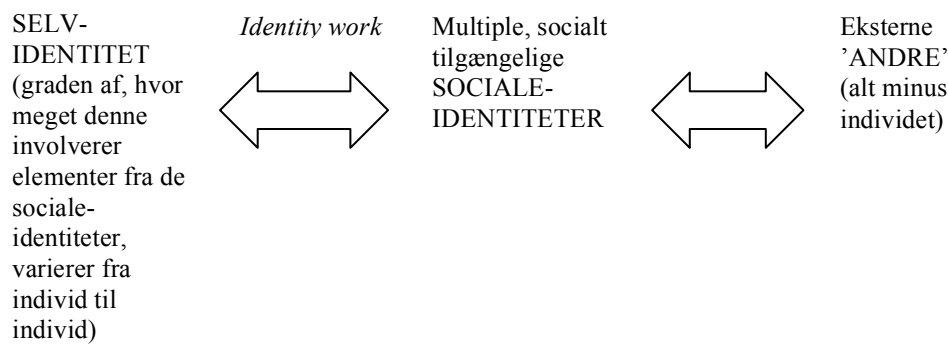 SELV-
IDENTITET
(graden af, hvor
meget denne
involverer
elementer fra de
sociale-
identiteter,
varierer fra
individ til
individ)
Identity work
Multiple, socialt
tilgængelige
SOCIALE-
IDENTITETER
Eksterne
’ANDRE’
(alt minus
individet)